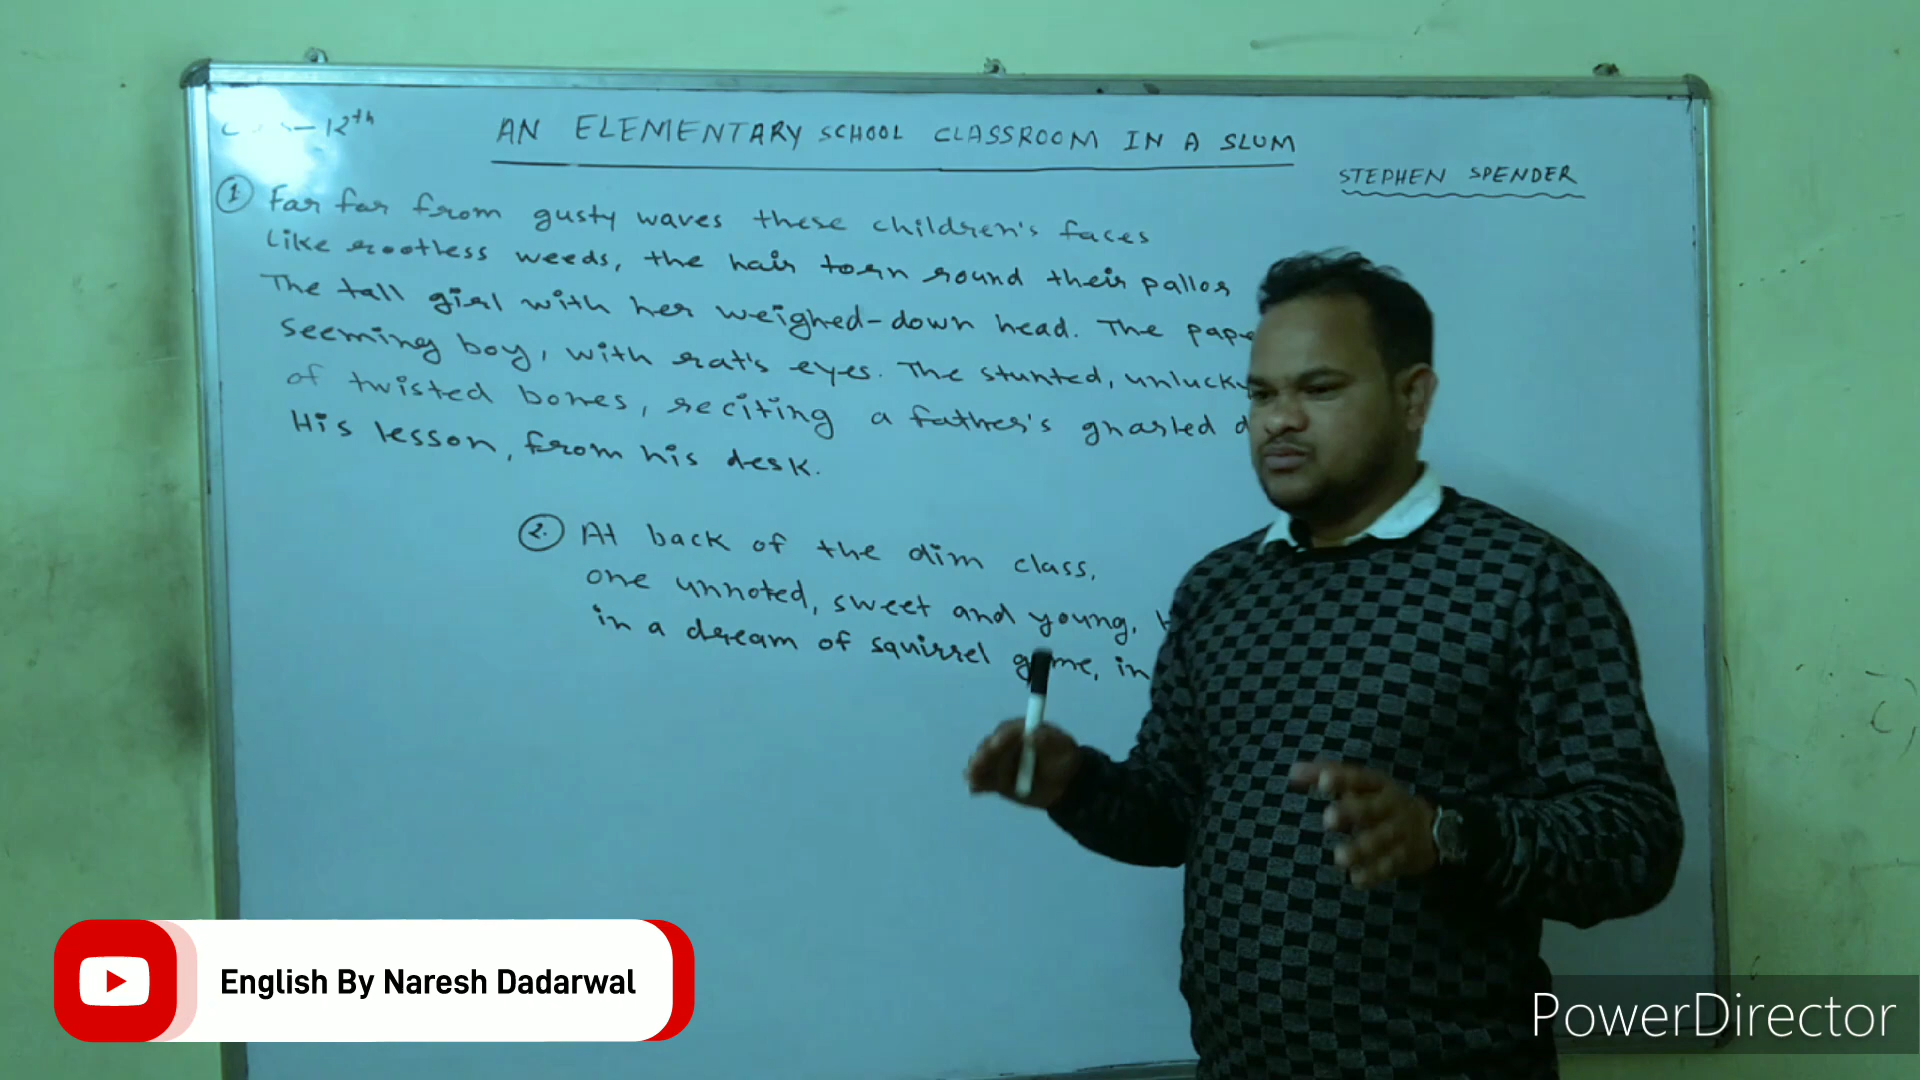 - 12th
AN ELEMENTARY SCHOOL CLASSROOM IN A SLUM
STEPHEN SPENDER
1. Far far from gusty waves these children's faces
Like rootless weeds, the hair torn round their pallor
The tall girl with her weighed-down head. The
seeming boy, with rat's eyes. The stunted, unlucky
of twisted bones, reciting a father's gnarled
His lesson, from his desk.
2. At back of the dim class,
one unnoted, sweet and young,
in a dream of squirrel game, in
English By Naresh Dadarwal
PowerDirector